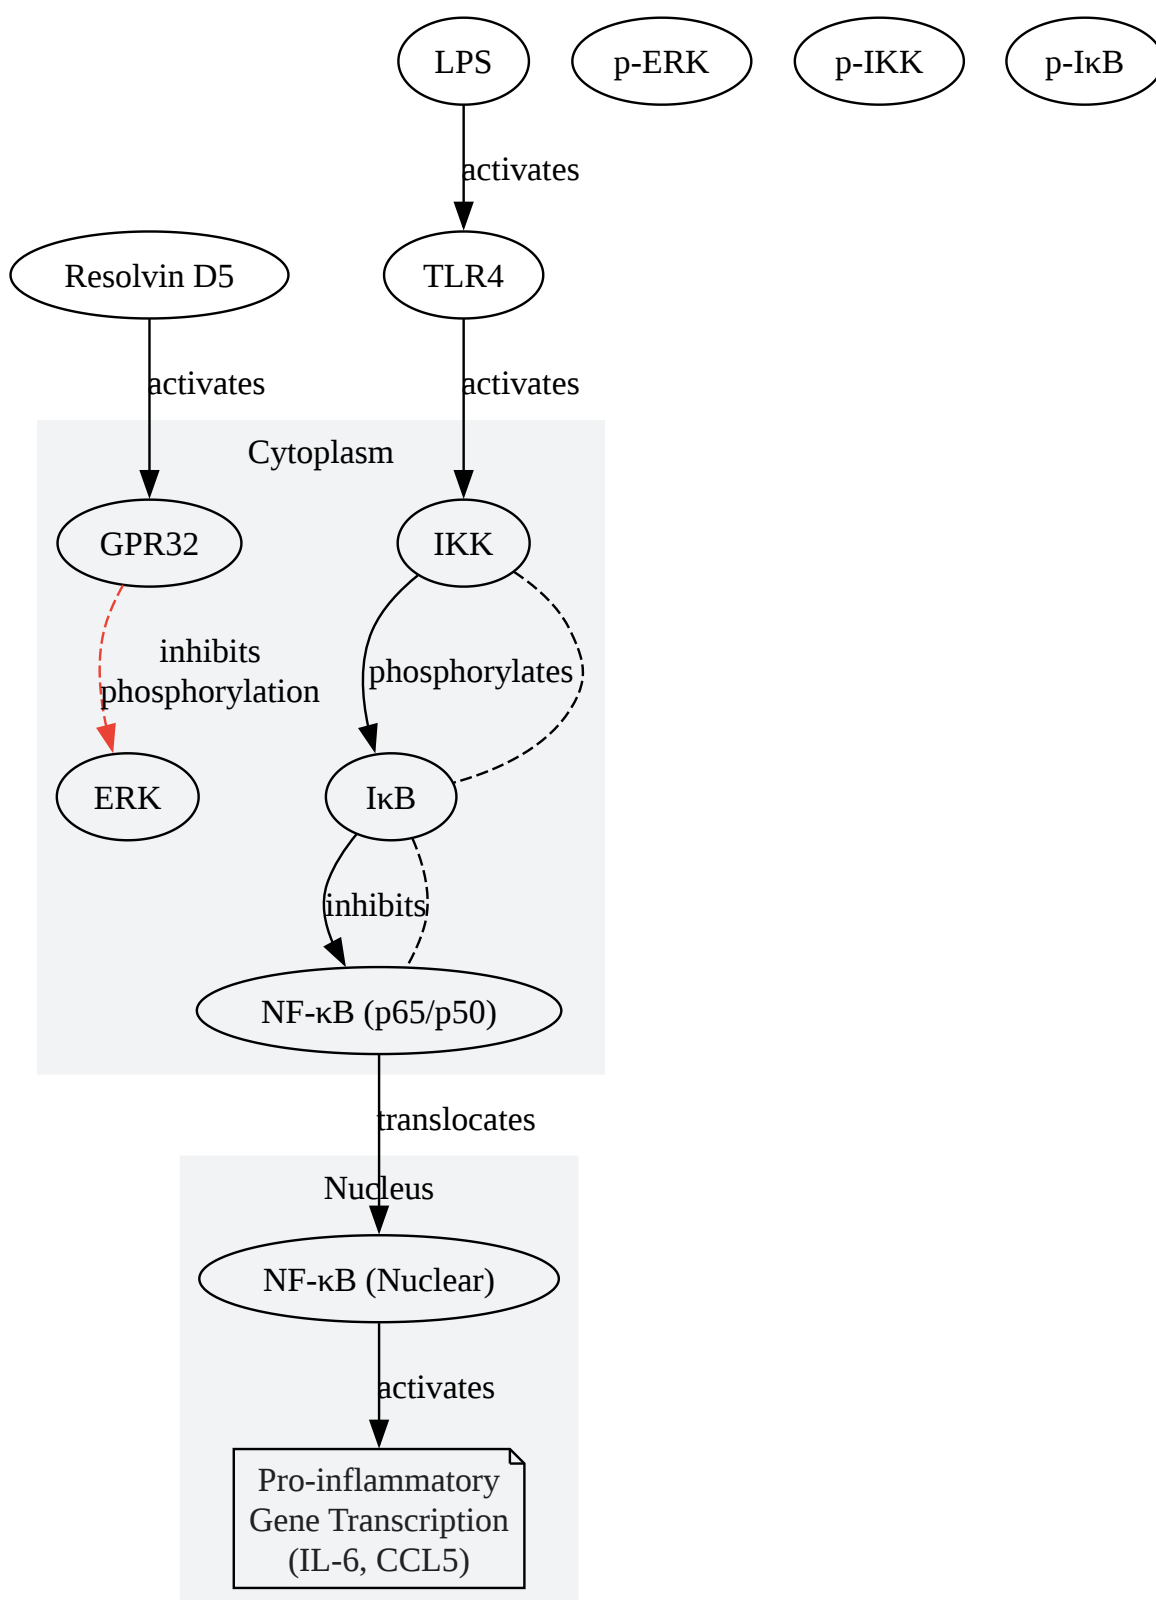 LPS
p-ERK
p-IKK
p-IκB
activates
Resolvin D5
TLR4
activates
activates
Cytoplasm
GPR32
IKK
inhibits
phosphorylation
phosphorylates
ERK
IκB
inhibits
NF-κB (p65/p50)
translocates
Nucleus
NF-κB (Nuclear)
activates
Pro-inflammatory
Gene Transcription
(IL-6, CCL5)